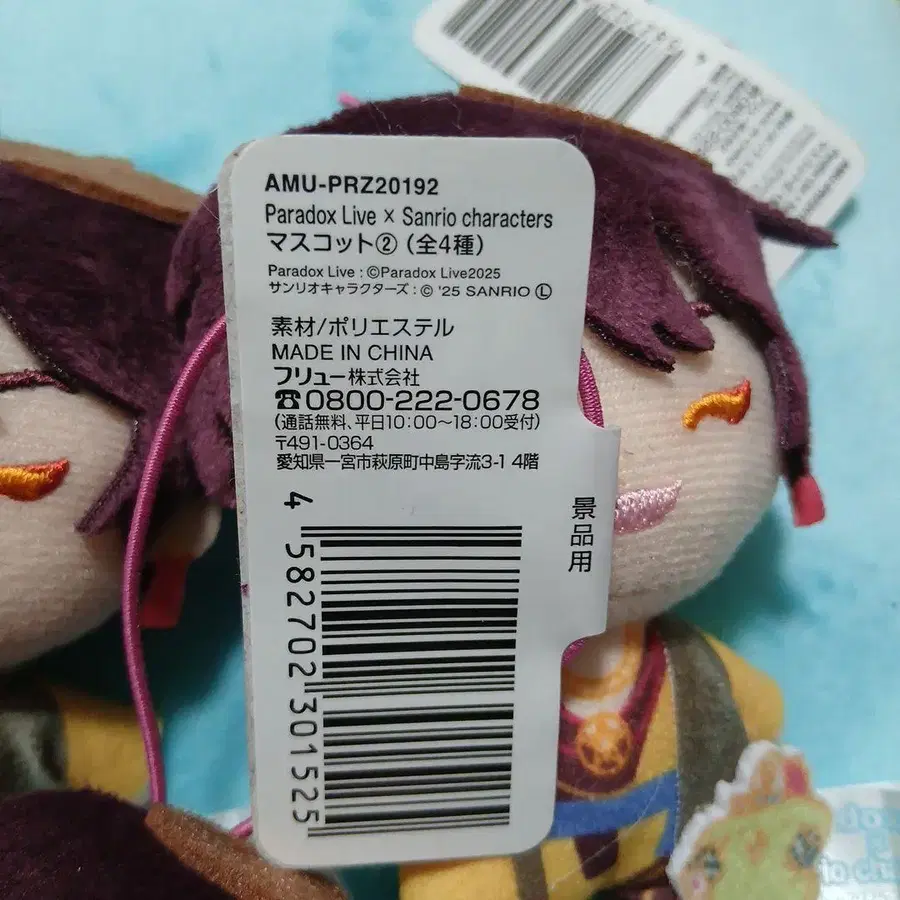 AMU-PRZ20192
Paradox Live × Sanrio characters
マスコット② (全4種)
Paradox Live : ©Paradox Live2025
サンリオキャラクターズ : © '25 SANRIO Ⓛ
素材/ポリエステル
MADE IN CHINA
フリュー株式会社
☎0800-222-0678
(通話無料、平日10:00～18:00受付)
〒491-0364
愛知県一宮市萩原町中島字流3-1 4階
景品用
4 582702 301525